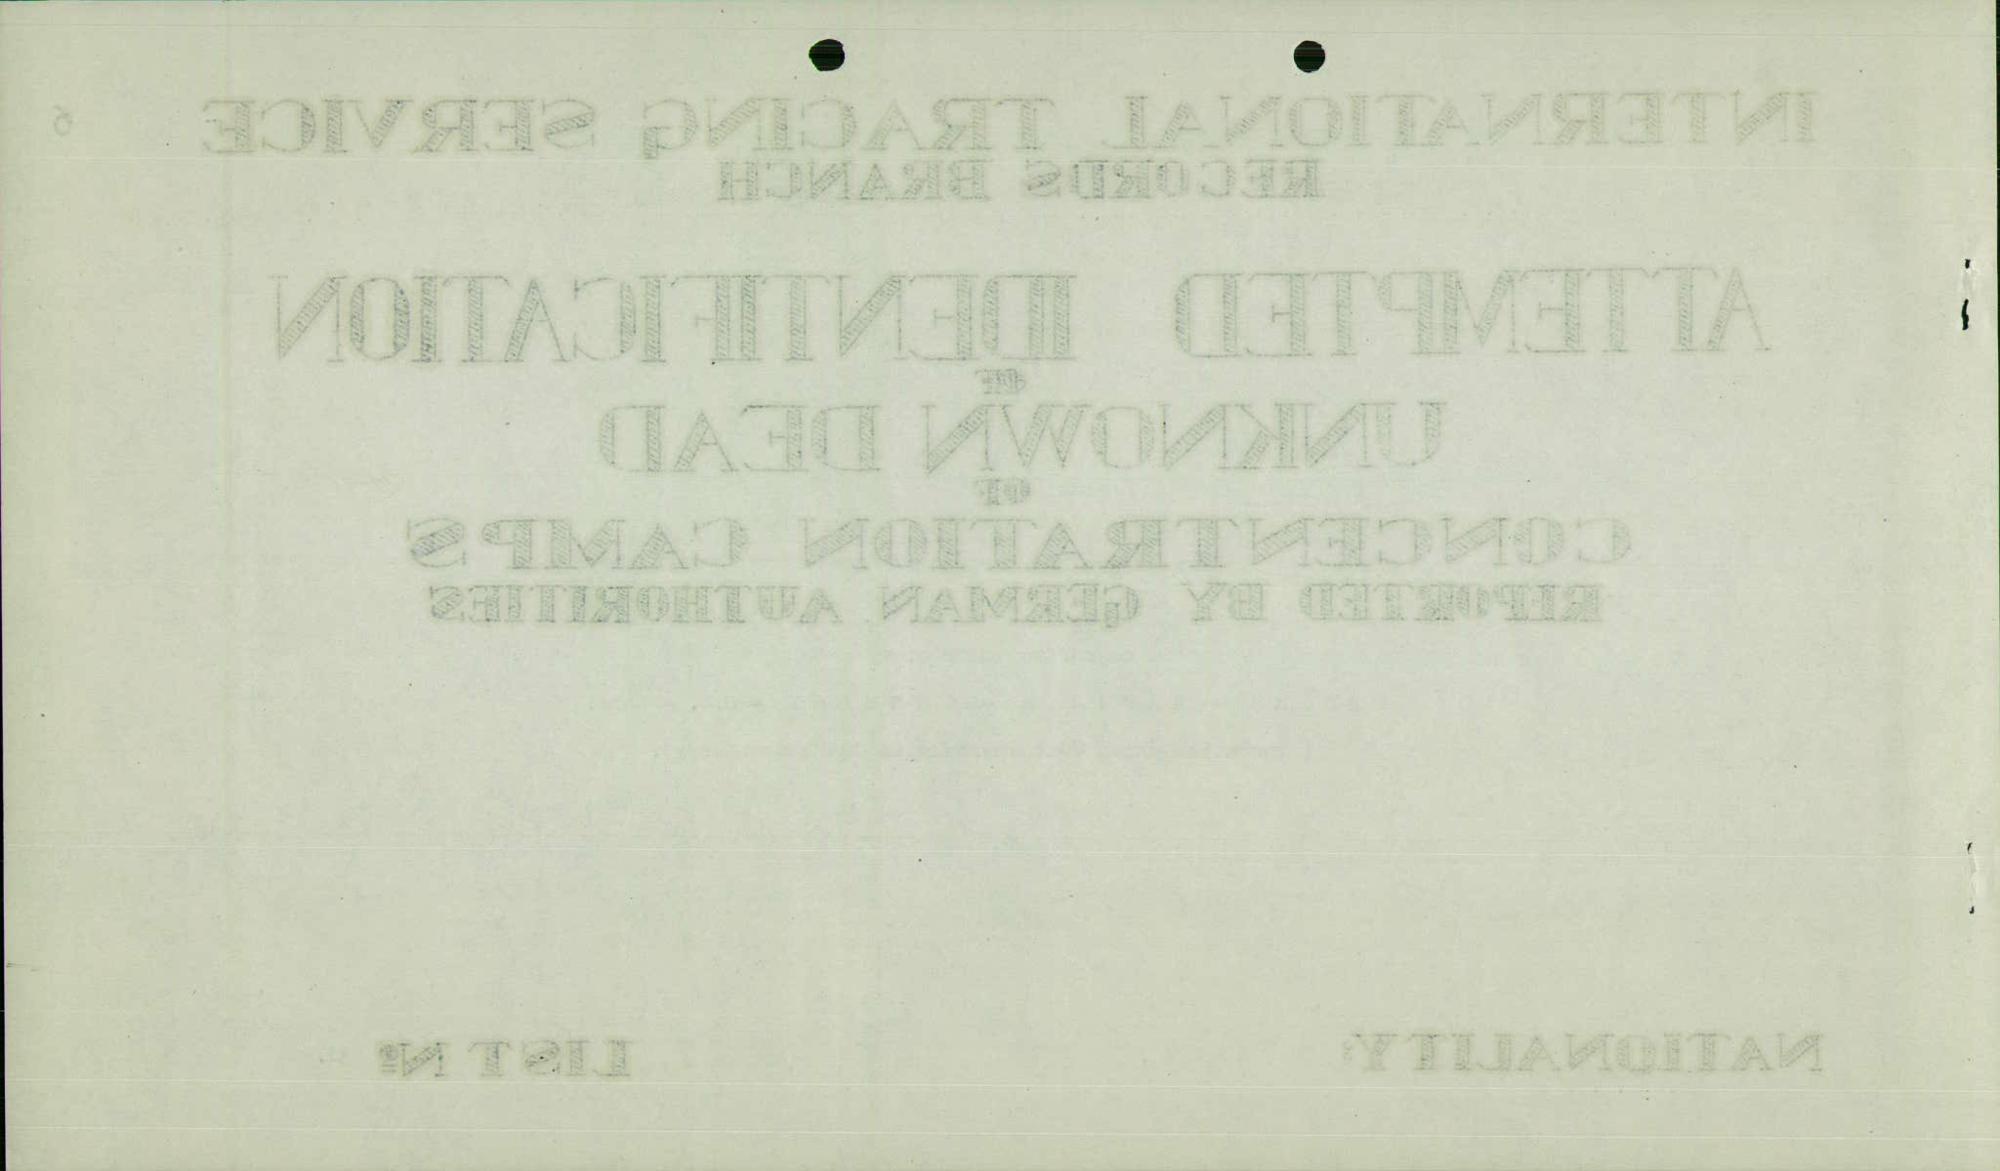 INTERNATIONAL TRACING SERVICE
RECORDS BRANCH
ATTEMPTED IDENTIFICATION
OF
UNKNOWN DEAD
OF
CONCENTRATION CAMPS
REPORTED BY GERMAN AUTHORITIES
NATIONALITY: LIST Nº
6